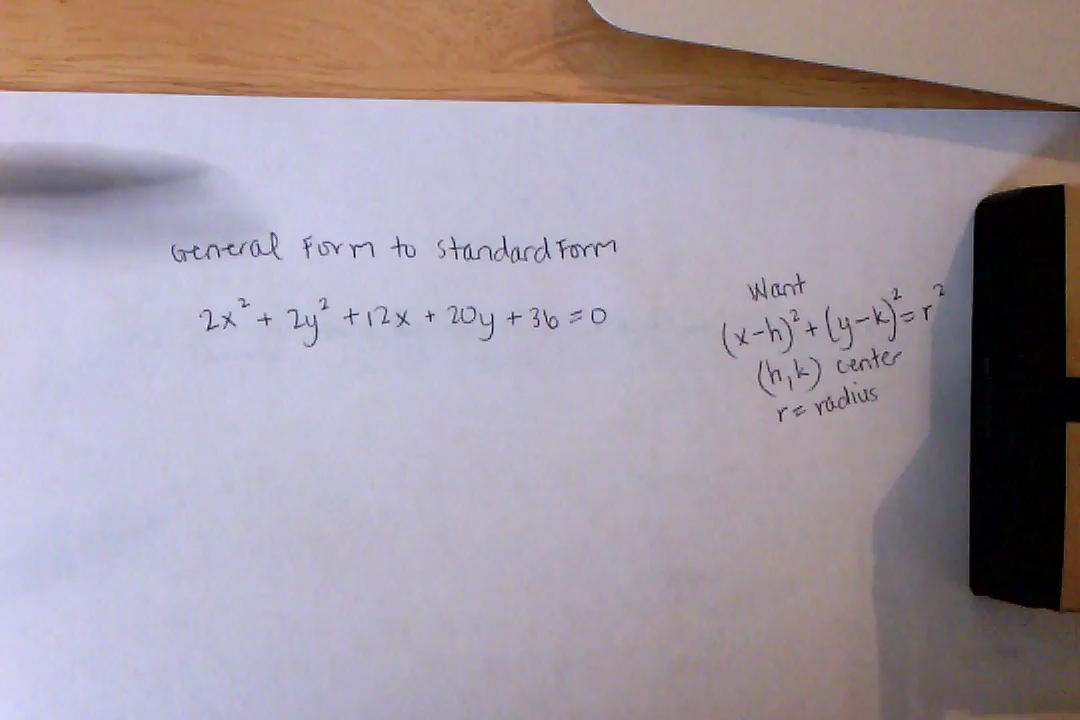 General Form to Standard Form
2x² + 2y² + 12x + 20y + 36 = 0
Want
(x-h)² + (y-k)² = r²
(h,k) center
r = radius